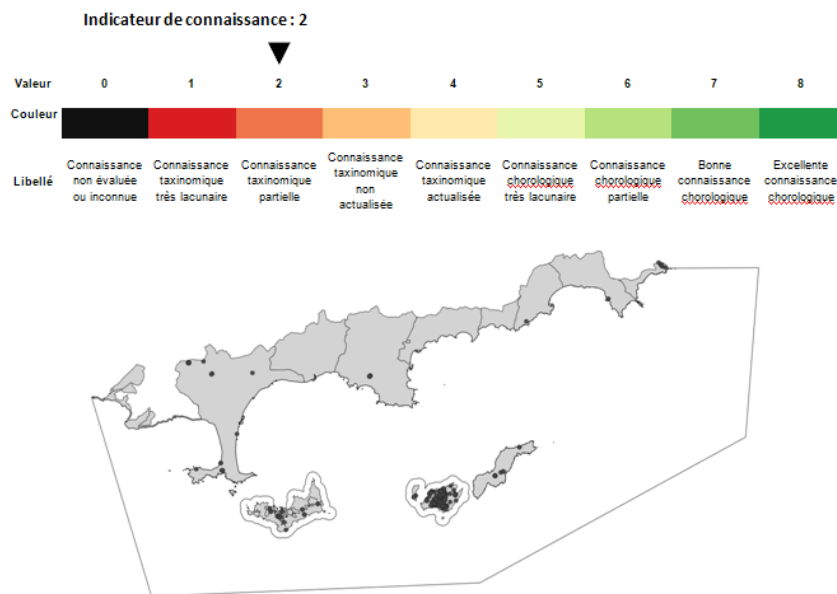 Indicateur de connaissance : 2
Valeur 0 1 2 3 4 5 6 7 8
Couleur
Libellé
Connaissance
non évaluée
ou inconnue
Connaissance
taxinomique
très lacunaire
Connaissance
taxinomique
partielle
Connaissance
taxinomique
non
actualisée
Connaissance
taxinomique
actualisée
Connaissance
chorologique
très lacunaire
Connaissance
chorologique
partielle
Bonne
connaissance
chorologique
Excellente
connaissance
chorologique